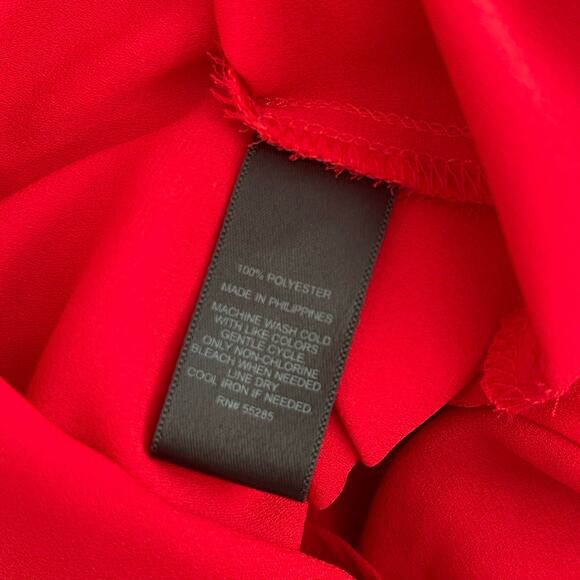 100% POLYESTER
MADE IN PHILIPPINES
MACHINE WASH COLD
WITH LIKE COLORS
GENTLE CYCLE
ONLY NON-CHLORINE
BLEACH WHEN NEEDED
LINE DRY
COOL IRON IF NEEDED
RN# 55285